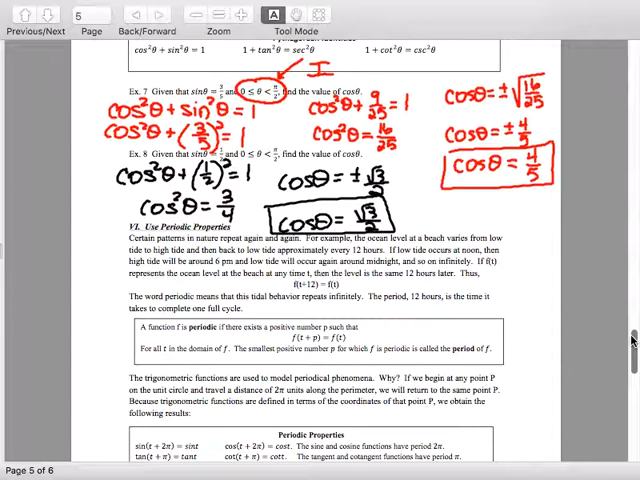 5
Previous/Next
Page
Back/Forward
Tool Mode
cos²θ + sin²θ = 1 1 + tan²θ = sec²θ 1 + cot²θ = csc²θ
I
Ex. 7 Given that sinθ = 3/5 and 0 ≤ θ < π/2, find the value of cosθ.
cos²θ + sin²θ = 1
cos²θ + (3/5)² = 1
cos²θ + 9/25 = 1
cos²θ = 16/25
cosθ = ± √16/25
cosθ = ± 4/5
cosθ = 4/5
Ex. 8 Given that sinθ = 1/2 and 0 ≤ θ < π/2, find the value of cosθ.
cos²θ + (1/2)² = 1
cos²θ = 3/4
cosθ = ± √3/2
cosθ = √3/2
VI. Use Periodic Properties
Certain patterns in nature repeat again and again. For example, the ocean level at a beach varies from low
tide to high tide and then back to low tide approximately every 12 hours. If low tide occurs at noon, then
high tide will be around 6 pm and low tide will occur again around midnight, and so on infinitely. If f(t)
represents the ocean level at the beach at any time t, then the level is the same 12 hours later. Thus,
f(t+12) = f(t)
The word periodic means that this tidal behavior repeats infinitely. The period, 12 hours, is the time it
takes to complete one full cycle.
A function f is periodic if there exists a positive number p such that
f(t + p) = f(t)
For all t in the domain of f. The smallest positive number p for which f is periodic is called the period of f.
The trigonometric functions are used to model periodical phenomena. Why? If we begin at any point P
on the unit circle and travel a distance of 2π units along the perimeter, we will return to the same point P.
Because trigonometric functions are defined in terms of the coordinates of that point P, we obtain the
following results:
Periodic Properties
sin(t + 2π) = sint cos(t + 2π) = cost. The sine and cosine functions have period 2π.
tan(t + π) = tant cot(t + π) = cott. The tangent and cotangent functions have period π.
Page 5 of 6